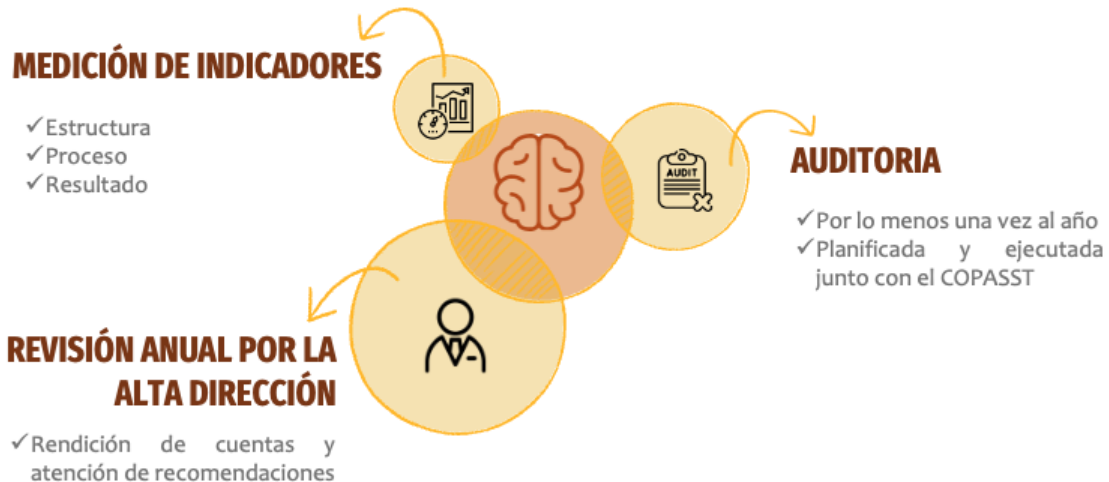 MEDICIÓN DE INDICADORES
✓Estructura
✓Proceso
✓Resultado
AUDIT
AUDITORIA
✓Por lo menos una vez al año
✓Planificada y ejecutada
junto con el COPASST
REVISIÓN ANUAL POR LA
ALTA DIRECCIÓN
✓Rendición de cuentas y
atención de recomendaciones